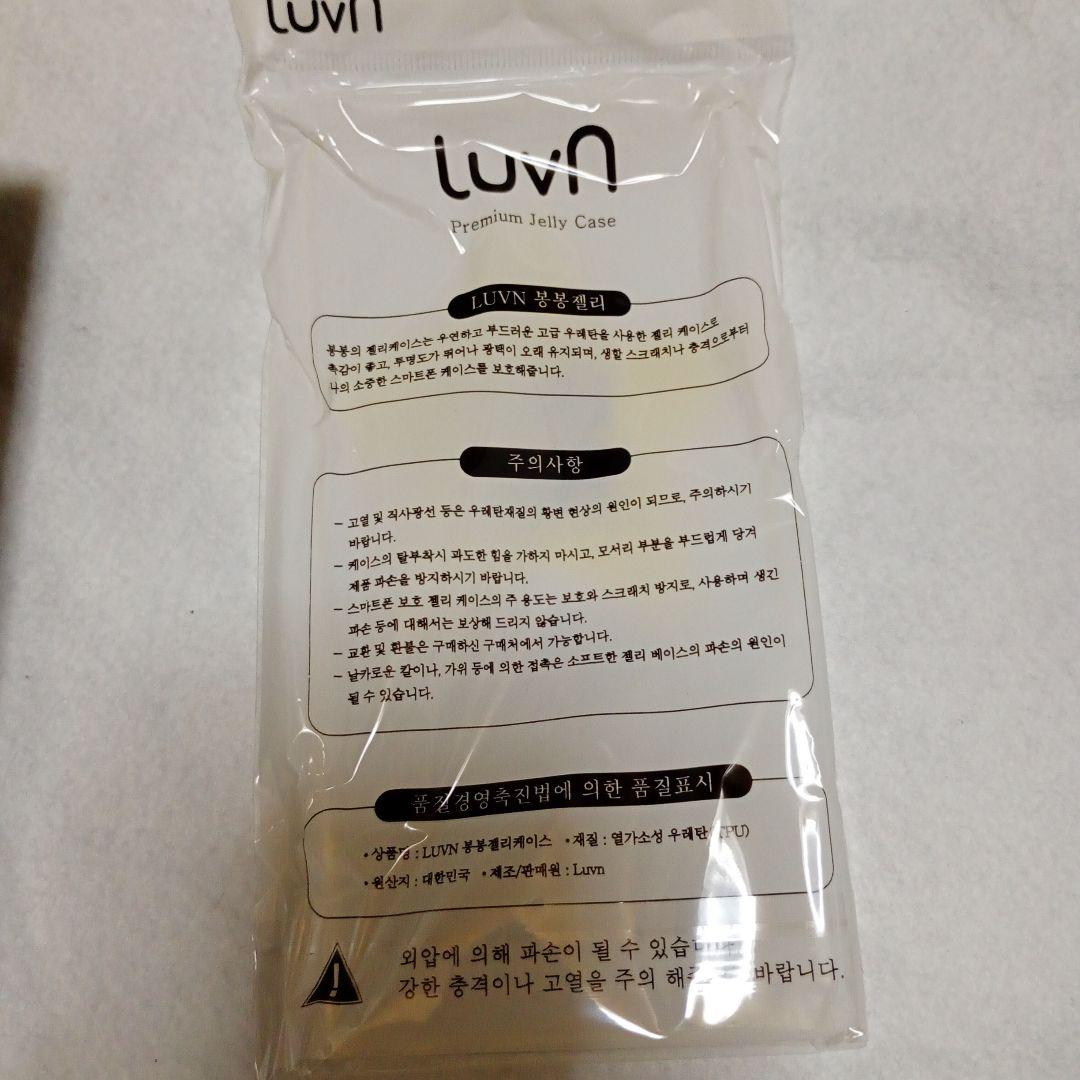 Luvn
Luvn
Premium Jelly Case
LUVN 봉봉젤리
봉봉의 젤리케이스는 우연하고 부드러운 고급 우레탄을 사용한 젤리 케이스로
촉감이 좋고, 투명도가 뛰어나 광택이 오래 유지되며, 생활 스크래치나 충격으로부터
나의 소중한 스마트폰 케이스를 보호해줍니다.
주의사항
– 고열 및 직사광선 등은 우레탄재질의 황변 현상의 원인이 되므로, 주의하시기
바랍니다.
– 케이스의 탈부착시 과도한 힘을 가하지 마시고, 모서리 부분을 부드럽게 당겨
제품 파손을 방지하시기 바랍니다.
– 스마트폰 보호 젤리 케이스의 주 용도는 보호와 스크래치 방지로, 사용하며 생긴
파손 등에 대해서는 보상해 드리지 않습니다.
– 교환 및 환불은 구매하신 구매처에서 가능합니다.
– 날카로운 칼이나, 가위 등에 의한 접촉은 소프트한 젤리 베이스의 파손의 원인이
될 수 있습니다.
품질경영촉진법에 의한 품질표시
• 상품명 : LUVN 봉봉젤리케이스 • 재질 : 열가소성 우레탄(TPU)
• 원산지 : 대한민국 • 제조/판매원 : Luvn
외압에 의해 파손이 될 수 있습니다.
강한 충격이나 고열을 주의 바랍니다.